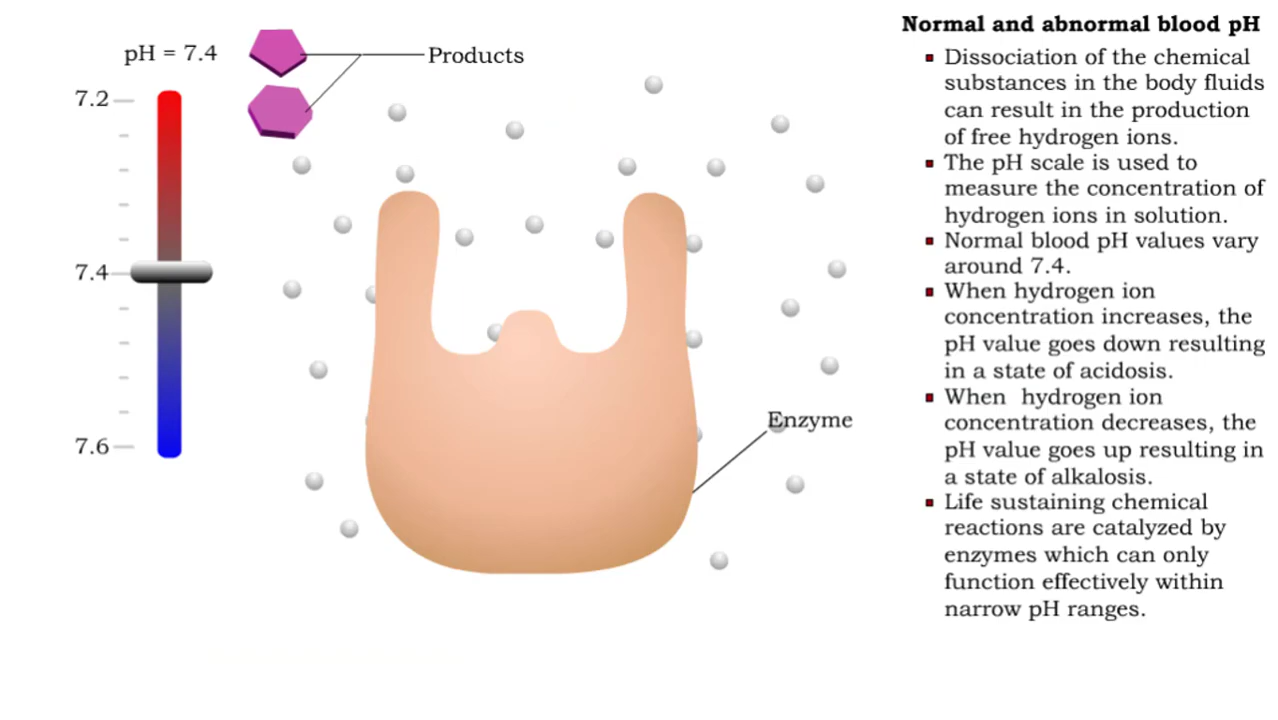 pH = 7.4
Products
7.2
7.4
7.6
Enzyme
Normal and abnormal blood pH
▪ Dissociation of the chemical
substances in the body fluids
can result in the production
of free hydrogen ions.
▪ The pH scale is used to
measure the concentration of
hydrogen ions in solution.
▪ Normal blood pH values vary
around 7.4.
▪ When hydrogen ion
concentration increases, the
pH value goes down resulting
in a state of acidosis.
▪ When  hydrogen ion
concentration decreases, the
pH value goes up resulting in
a state of alkalosis.
▪ Life sustaining chemical
reactions are catalyzed by
enzymes which can only
function effectively within
narrow pH ranges.